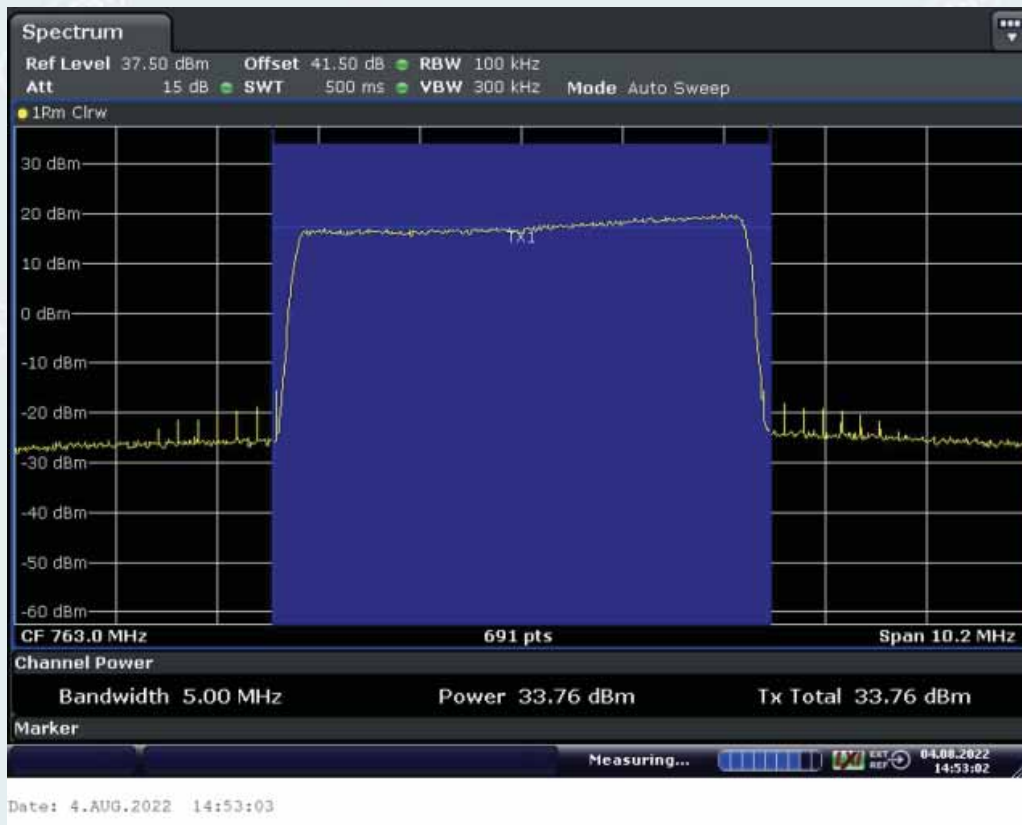 Spectrum
Ref Level 37.50 dBm Offset 41.50 dB RBW 100 kHz
Att 15 dB SWT 500 ms VBW 300 kHz Mode Auto Sweep
1Rm Clrw
30 dBm
20 dBm
TX1
10 dBm
0 dBm
-10 dBm
-20 dBm
-30 dBm
-40 dBm
-50 dBm
-60 dBm
CF 763.0 MHz 691 pts Span 10.2 MHz
Channel Power
Bandwidth 5.00 MHz Power 33.76 dBm Tx Total 33.76 dBm
Marker
Measuring... LXI EXT REF 04.08.2022
14:53:02
Date: 4.AUG.2022 14:53:03